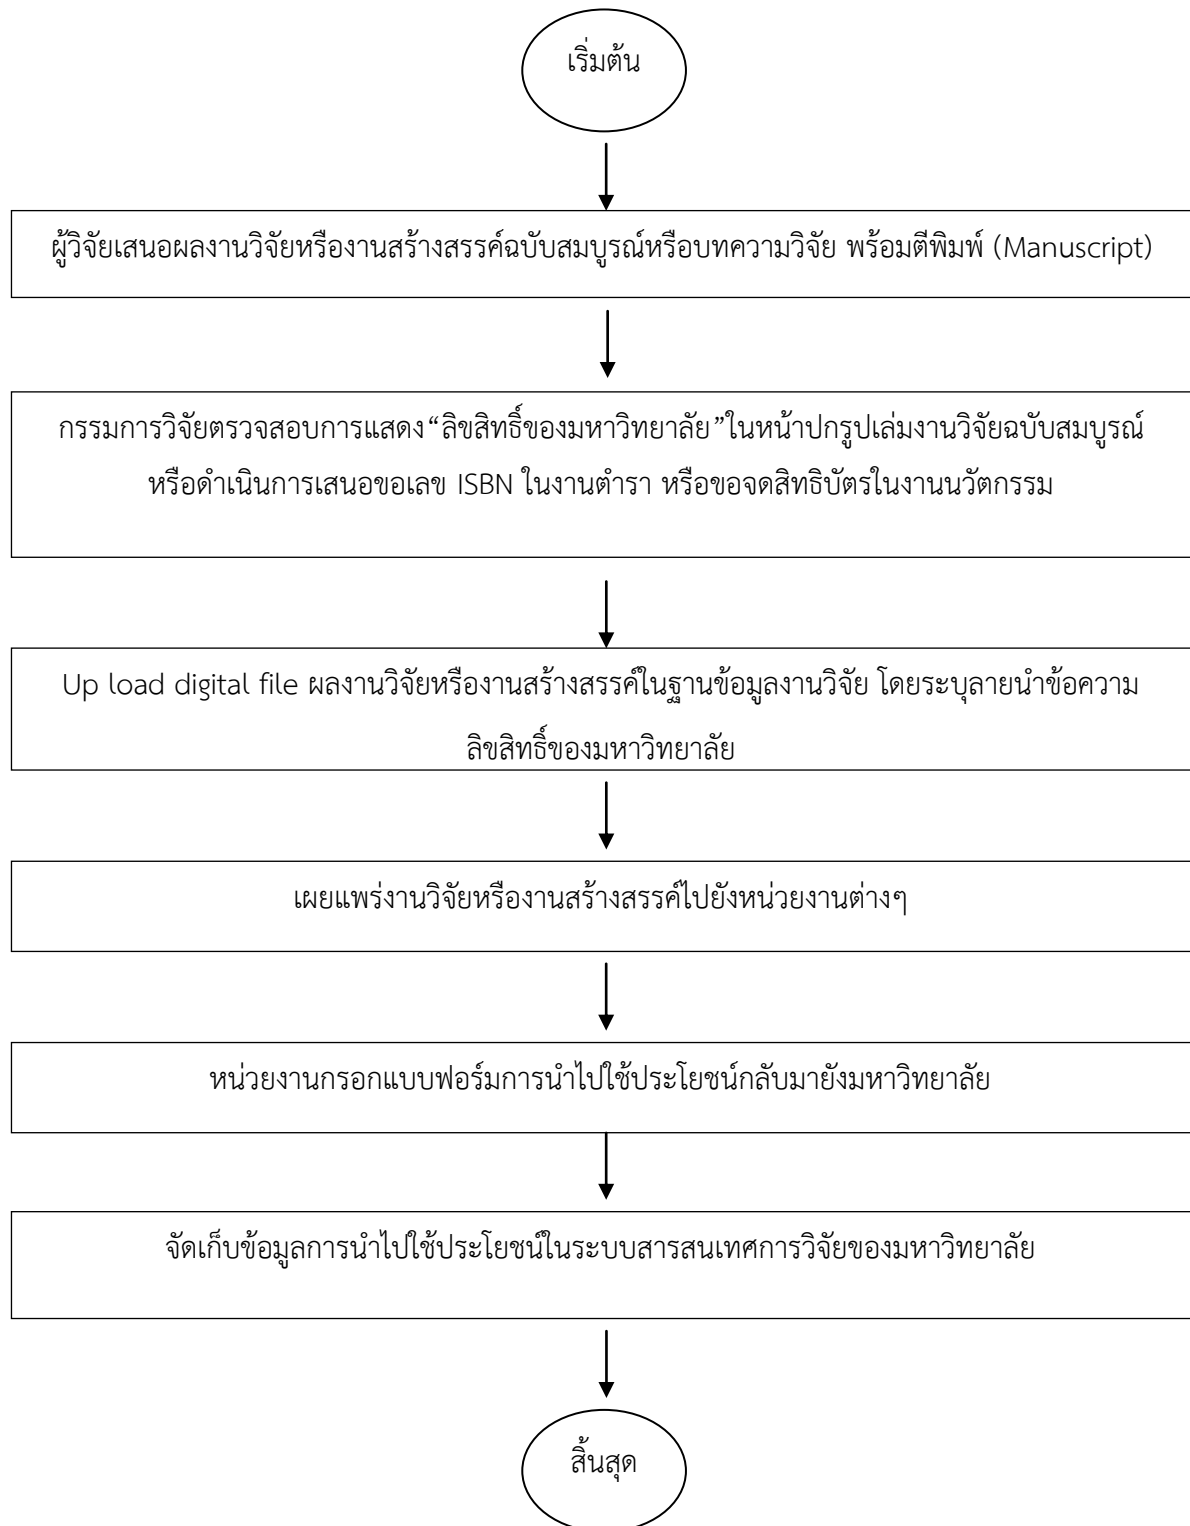 เริ่มต้น
ผู้วิจัยเสนอผลงานวิจัยหรืองานสร้างสรรค์ฉบับสมบูรณ์หรือบทความวิจัย พร้อมตีพิมพ์ (Manuscript)
กรรมการวิจัยตรวจสอบการแสดง“ลิขสิทธิ์ของมหาวิทยาลัย”ในหน้าปกรูปเล่มงานวิจัยฉบับสมบูรณ์
หรือดำเนินการเสนอขอเลข ISBN ในงานตำรา หรือขอจดสิทธิบัตรในงานนวัตกรรม
Up load digital file ผลงานวิจัยหรืองานสร้างสรรค์ในฐานข้อมูลงานวิจัย โดยระบุลายนำข้อความ
ลิขสิทธิ์ของมหาวิทยาลัย
เผยแพร่งานวิจัยหรืองานสร้างสรรค์ไปยังหน่วยงานต่างๆ
หน่วยงานกรอกแบบฟอร์มการนำไปใช้ประโยชน์กลับมายังมหาวิทยาลัย
จัดเก็บข้อมูลการนำไปใช้ประโยชน์ในระบบสารสนเทศการวิจัยของมหาวิทยาลัย
สิ้นสุด